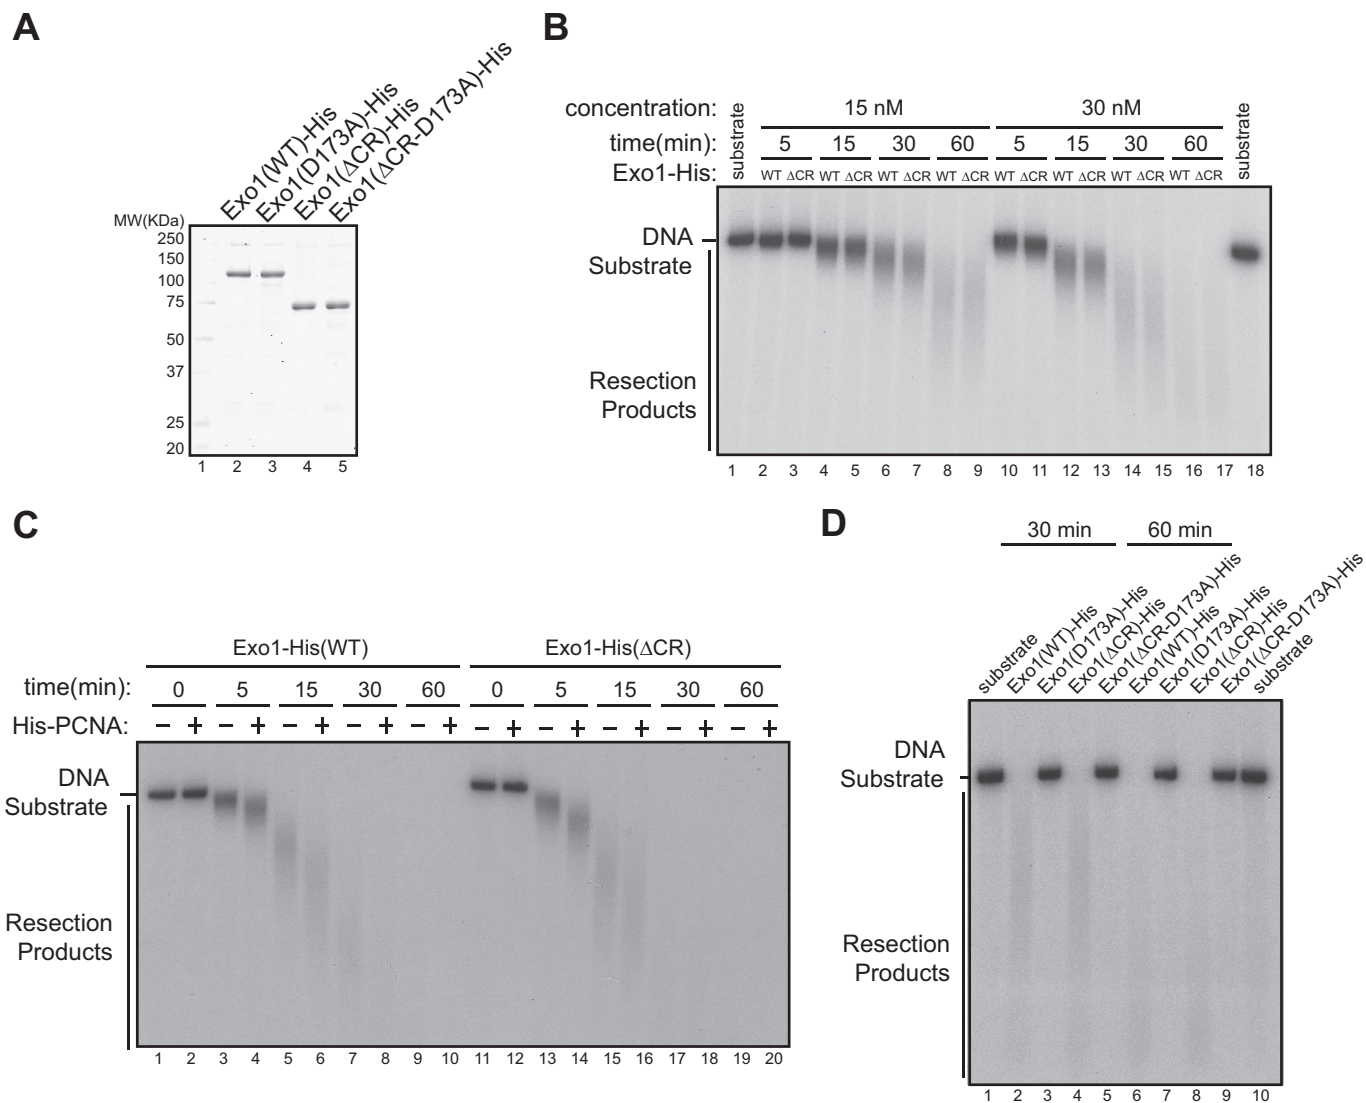 A
Exo1(WT)-His
Exo1(D173A)-His
Exo1(ΔCR)-His
Exo1(ΔCR-D173A)-His
MW(KDa)
250
150
100
75
50
37
25
20
1 2 3 4 5
B
concentration: substrate 15 nM 30 nM substrate
time(min): 5 15 30 60 5 15 30 60
Exo1-His: WT ΔCR WT ΔCR WT ΔCR WT ΔCR WT ΔCR WT ΔCR WT ΔCR WT ΔCR
DNA
Substrate
Resection
Products
1 2 3 4 5 6 7 8 9 10 11 12 13 14 15 16 17 18
C
Exo1-His(WT) Exo1-His(ΔCR)
time(min): 0 5 15 30 60 0 5 15 30 60
His-PCNA: − + − + − + − + − + − + − + − + − + − +
DNA
Substrate
Resection
Products
1 2 3 4 5 6 7 8 9 10 11 12 13 14 15 16 17 18 19 20
D
30 min 60 min
substrate
Exo1(WT)-His
Exo1(D173A)-His
Exo1(ΔCR)-His
Exo1(ΔCR-D173A)-His
Exo1(WT)-His
Exo1(D173A)-His
Exo1(ΔCR)-His
Exo1(ΔCR-D173A)-His
substrate
DNA
Substrate
Resection
Products
1 2 3 4 5 6 7 8 9 10